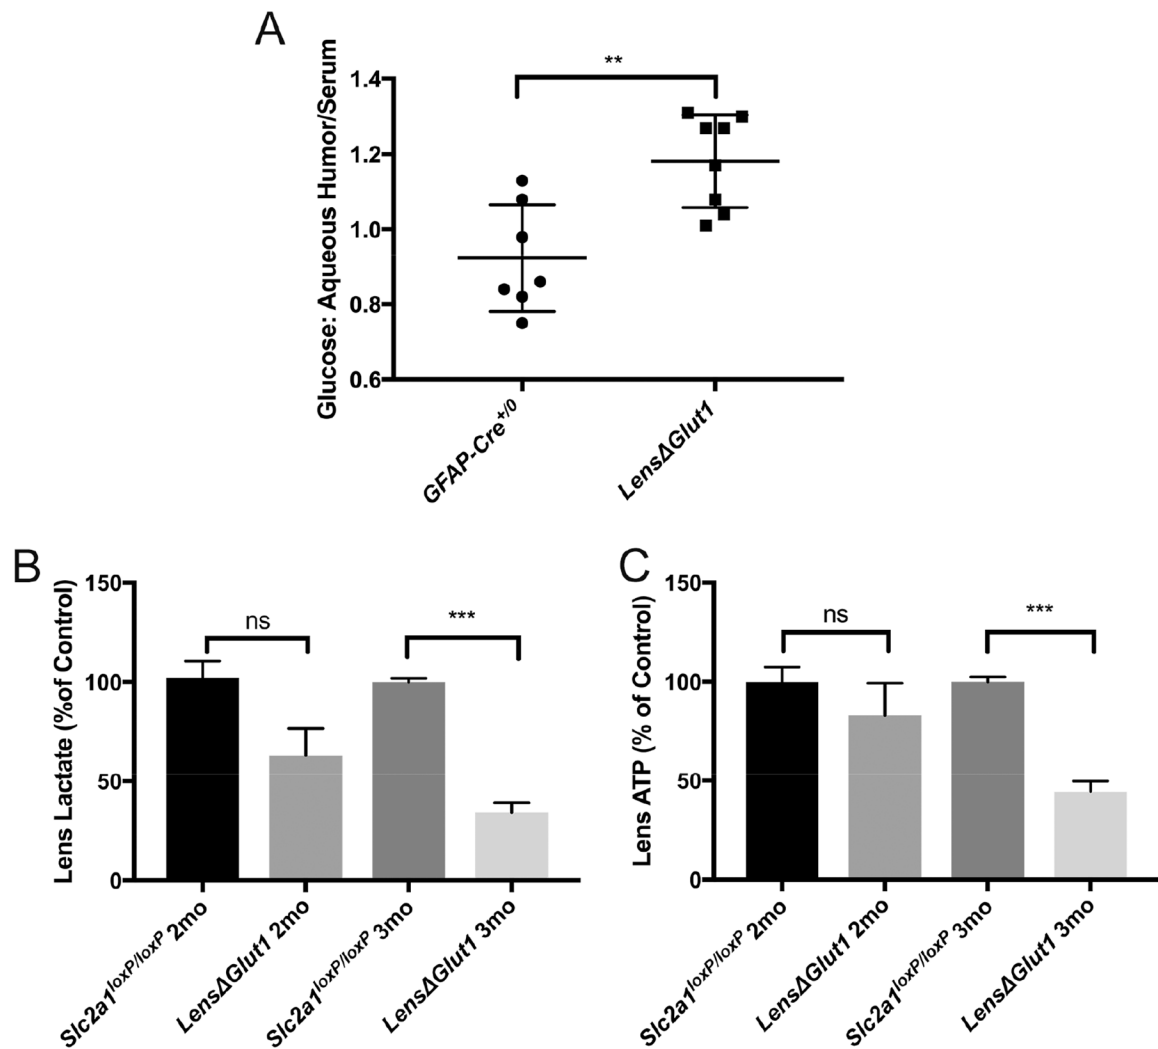 A
**
Glucose: Aqueous Humor/Serum
1.4
1.2
1.0
0.8
0.6
GFAP-Cre+/0
LensΔGlut1
B
Lens Lactate (%of Control)
150
100
50
0
ns
***
Slc2a1loxP/loxP 2mo
LensΔGlut1 2mo
Slc2a1loxP/loxP 3mo
LensΔGlut1 3mo
C
Lens ATP (% of Control)
150
100
50
0
ns
***
Slc2a1loxP/loxP 2mo
LensΔGlut1 2mo
Slc2a1loxP/loxP 3mo
LensΔGlut1 3mo